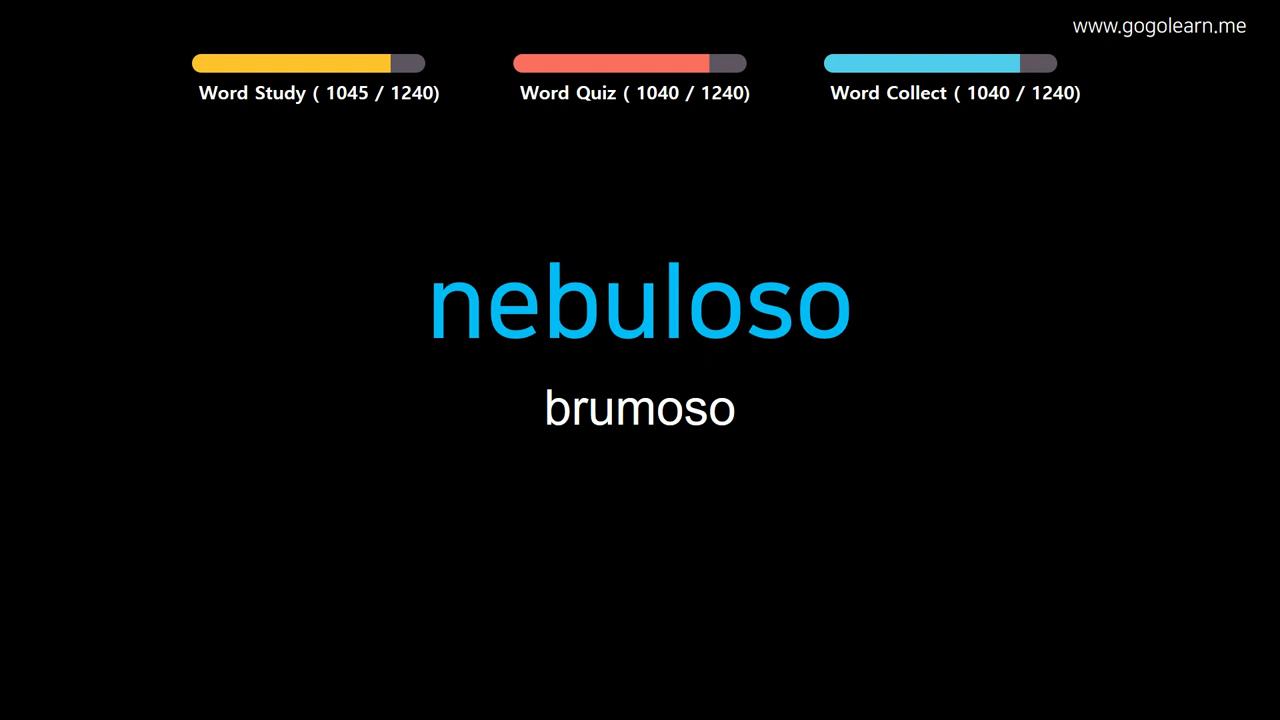 www.gogolearn.me
Word Study ( 1045 / 1240)
Word Quiz ( 1040 / 1240)
Word Collect ( 1040 / 1240)
nebuloso
brumoso